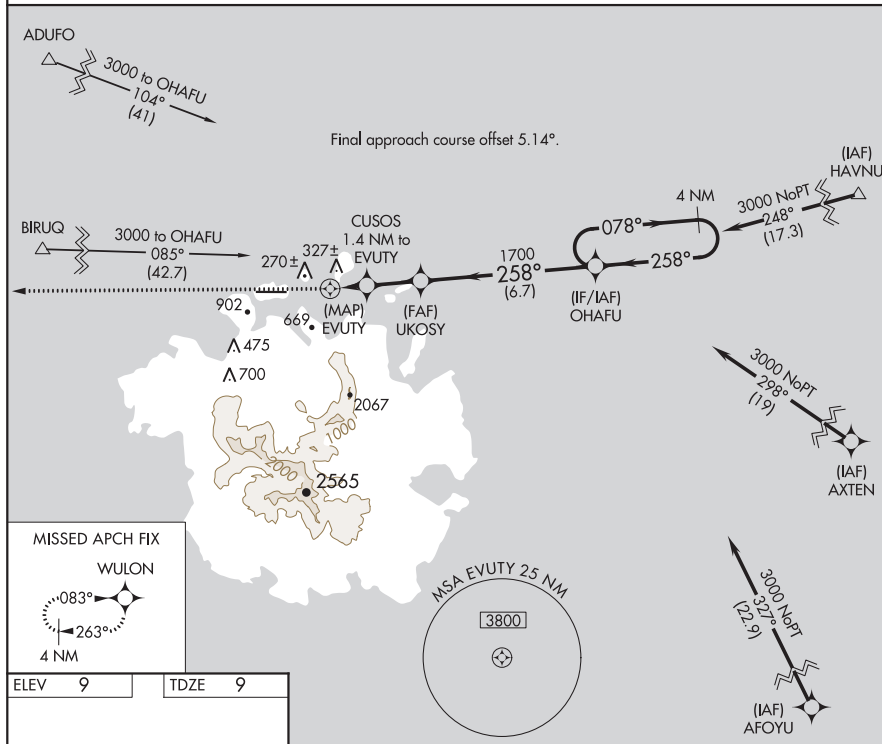 ADUFO
3000 to OHAFU
104°
(41)
Final approach course offset 5.14°.
(IAF)
HAVNU
3000 NoPT
248°
(17.3)
4 NM
078°
258°
BIRUQ
3000 to OHAFU
085°
(42.7)
CUSOS
1.4 NM to
EVUTY
270±
327±
1700
258°
(6.7)
(IF/IAF)
OHAFU
(MAP)
EVUTY
(FAF)
UKOSY
902
669
475
700
2067
1000
2000
2565
3000 NoPT
298°
(19)
(IAF)
AXTEN
MISSED APCH FIX
WULON
083°
263°
4 NM
MSA EVUTY 25 NM
3800
3000 NoPT
327°
(22.9)
(IAF)
AFOYU
ELEV 9
TDZE 9